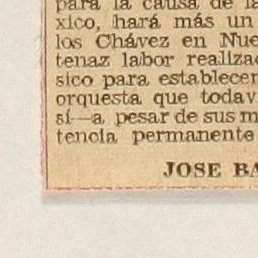 para la causa de la
xico, hará más un
los Chávez en Nue
tenaz labor realizad
sico para establecer
orquesta que todav
sí—a pesar de sus m
tencia permanente
JOSE BA